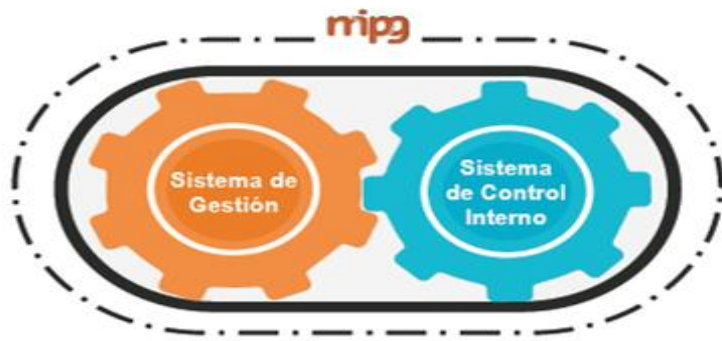 mipg
Sistema de
Gestión
Sistema
de Control
Interno